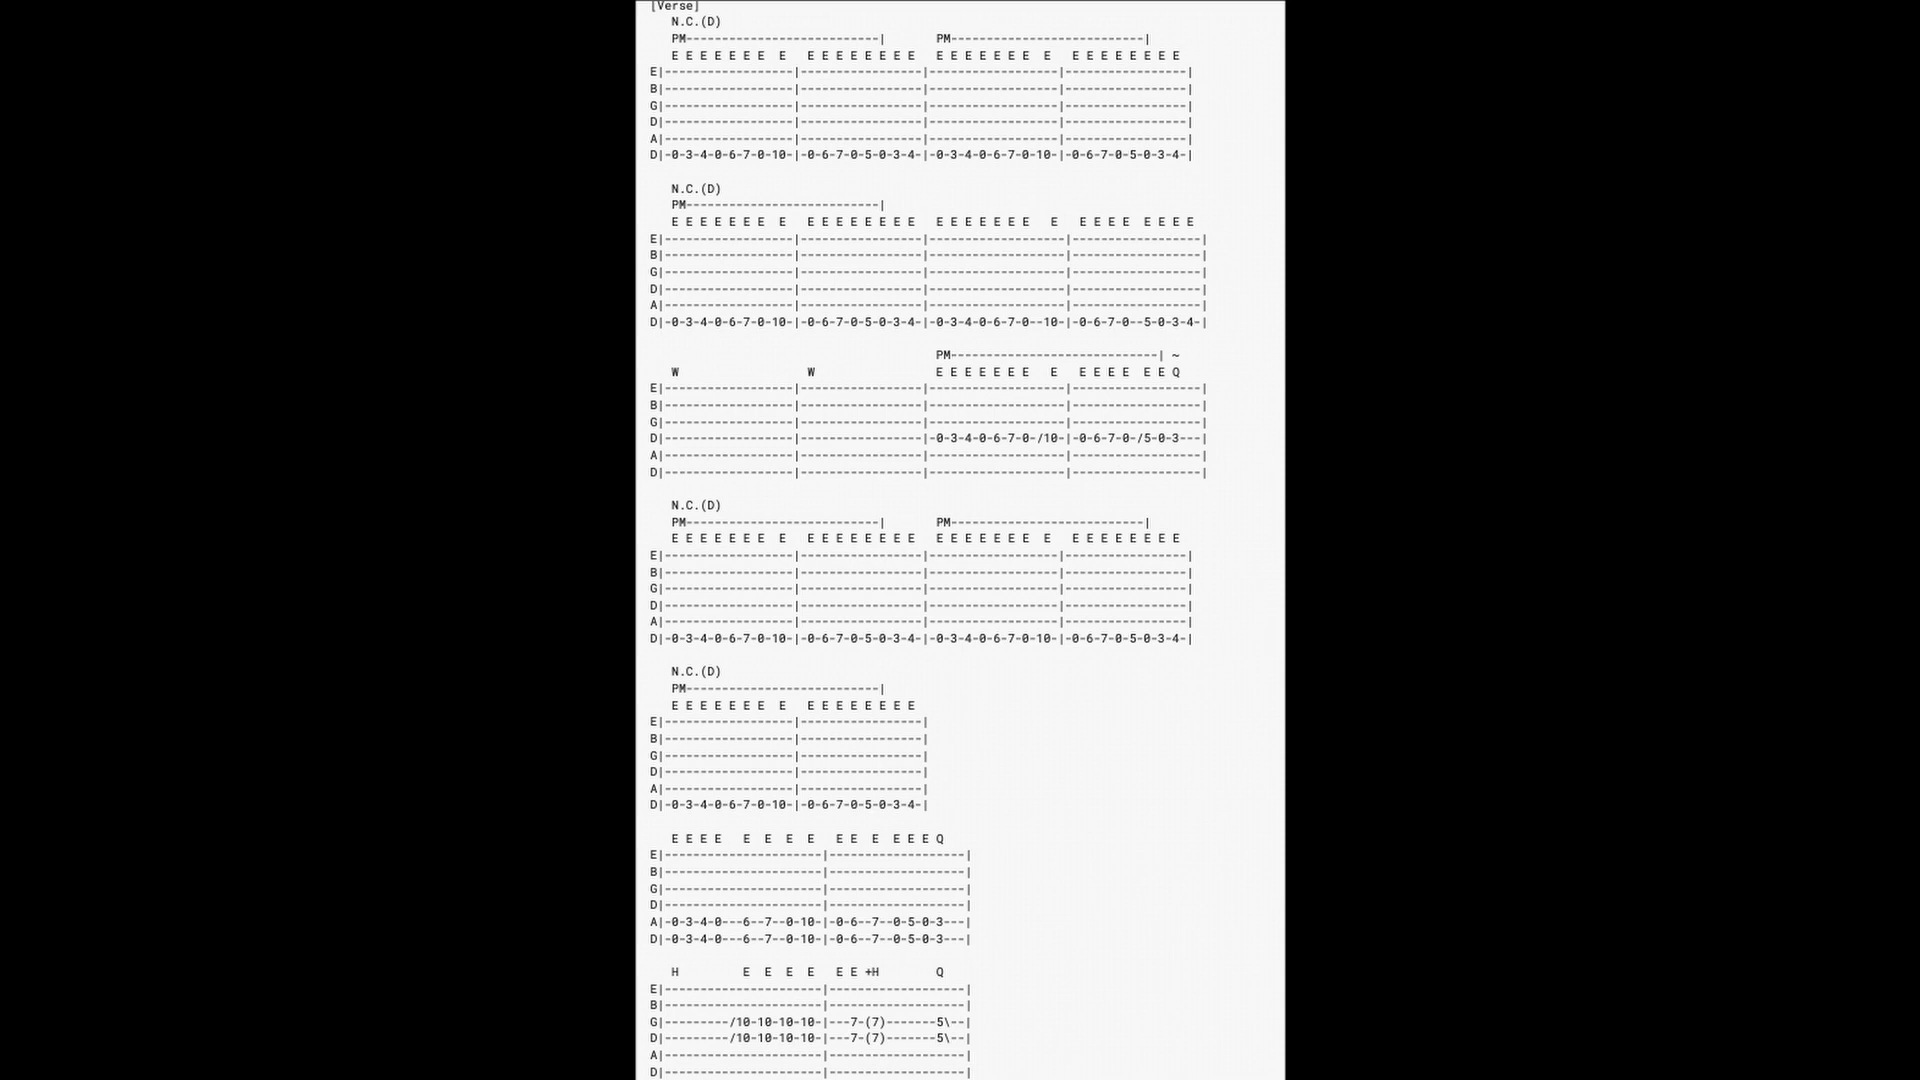 [Verse]
   N.C.(D)
   PM---------------------------|       PM---------------------------|
   E E E E E E E  E   E E E E E E E E   E E E E E E E  E   E E E E E E E E
E|------------------|-----------------|------------------|-----------------|
B|------------------|-----------------|------------------|-----------------|
G|------------------|-----------------|------------------|-----------------|
D|------------------|-----------------|------------------|-----------------|
A|------------------|-----------------|------------------|-----------------|
D|-0-3-4-0-6-7-0-10-|-0-6-7-0-5-0-3-4-|-0-3-4-0-6-7-0-10-|-0-6-7-0-5-0-3-4-|
   N.C.(D)
   PM---------------------------|
   E E E E E E E  E   E E E E E E E E   E E E E E E E   E   E E E E  E E E E
E|------------------|-----------------|-------------------|------------------|
B|------------------|-----------------|-------------------|------------------|
G|------------------|-----------------|-------------------|------------------|
D|------------------|-----------------|-------------------|------------------|
A|------------------|-----------------|-------------------|------------------|
D|-0-3-4-0-6-7-0-10-|-0-6-7-0-5-0-3-4-|-0-3-4-0-6-7-0--10-|-0-6-7-0--5-0-3-4-|
                                        PM-----------------------------| ~
   W                  W                 E E E E E E E   E   E E E E  E E Q
E|------------------|-----------------|-------------------|------------------|
B|------------------|-----------------|-------------------|------------------|
G|------------------|-----------------|-------------------|------------------|
D|------------------|-----------------|-0-3-4-0-6-7-0-/10-|-0-6-7-0-/5-0-3---|
A|------------------|-----------------|-------------------|------------------|
D|------------------|-----------------|-------------------|------------------|
   N.C.(D)
   PM---------------------------|       PM---------------------------|
   E E E E E E E  E   E E E E E E E E   E E E E E E E  E   E E E E E E E E
E|------------------|-----------------|------------------|-----------------|
B|------------------|-----------------|------------------|-----------------|
G|------------------|-----------------|------------------|-----------------|
D|------------------|-----------------|------------------|-----------------|
A|------------------|-----------------|------------------|-----------------|
D|-0-3-4-0-6-7-0-10-|-0-6-7-0-5-0-3-4-|-0-3-4-0-6-7-0-10-|-0-6-7-0-5-0-3-4-|
   N.C.(D)
   PM---------------------------|
   E E E E E E E  E   E E E E E E E E
E|------------------|-----------------|
B|------------------|-----------------|
G|------------------|-----------------|
D|------------------|-----------------|
A|------------------|-----------------|
D|-0-3-4-0-6-7-0-10-|-0-6-7-0-5-0-3-4-|
   E E E E   E  E  E  E   E E  E  E E E Q
E|----------------------|-------------------|
B|----------------------|-------------------|
G|----------------------|-------------------|
D|----------------------|-------------------|
A|-0-3-4-0---6--7--0-10-|-0-6--7--0-5-0-3---|
D|-0-3-4-0---6--7--0-10-|-0-6--7--0-5-0-3---|
   H         E  E  E  E   E E +H        Q
E|----------------------|-------------------|
B|----------------------|-------------------|
G|---------/10-10-10-10-|---7-(7)-------5\--|
D|---------/10-10-10-10-|---7-(7)-------5\--|
A|----------------------|-------------------|
D|----------------------|-------------------|